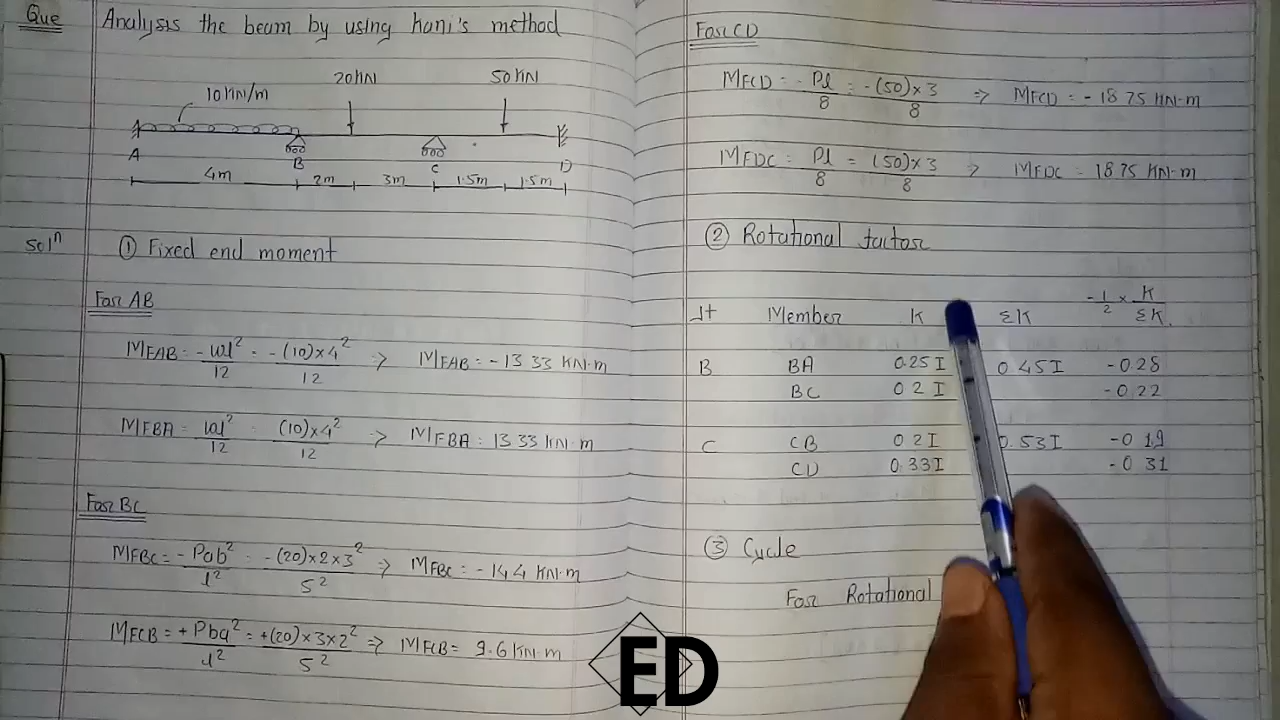 Que Analysis the beam by using kani's method
20KN 50KN
10KN/m
A B C D
4m 2m 3m 1.5m 1.5m
Solⁿ ① Fixed end moment
For AB
MFAB = -wl²/12 = -(10)×4²/12 ⇒ MFAB = -13.33 KN·m
MFBA = wl²/12 = (10)×4²/12 ⇒ MFBA = 13.33 KN·m
For BC
MFBC = -Pab²/l² = -(20)×2×3²/5² ⇒ MFBC = -14.4 KN·m
MFCB = +Pba²/l² = +(20)×3×2²/5² ⇒ MFCB = 9.6 KN·m
For CD
MFCD = -Pl/8 = -(50)×3/8 ⇒ MFCD = -18.75 KN·m
MFDC = Pl/8 = (50)×3/8 ⇒ MFDC = 18.75 KN·m
② Rotational factor
Jt Member K ΣK -1/2 × K/ΣK
B BA 0.25I 0.45I -0.28
BC 0.2I -0.22
C CB 0.2I 0.53I -0.19
CD 0.33I -0.31
③ Cycle
For Rotational
ED